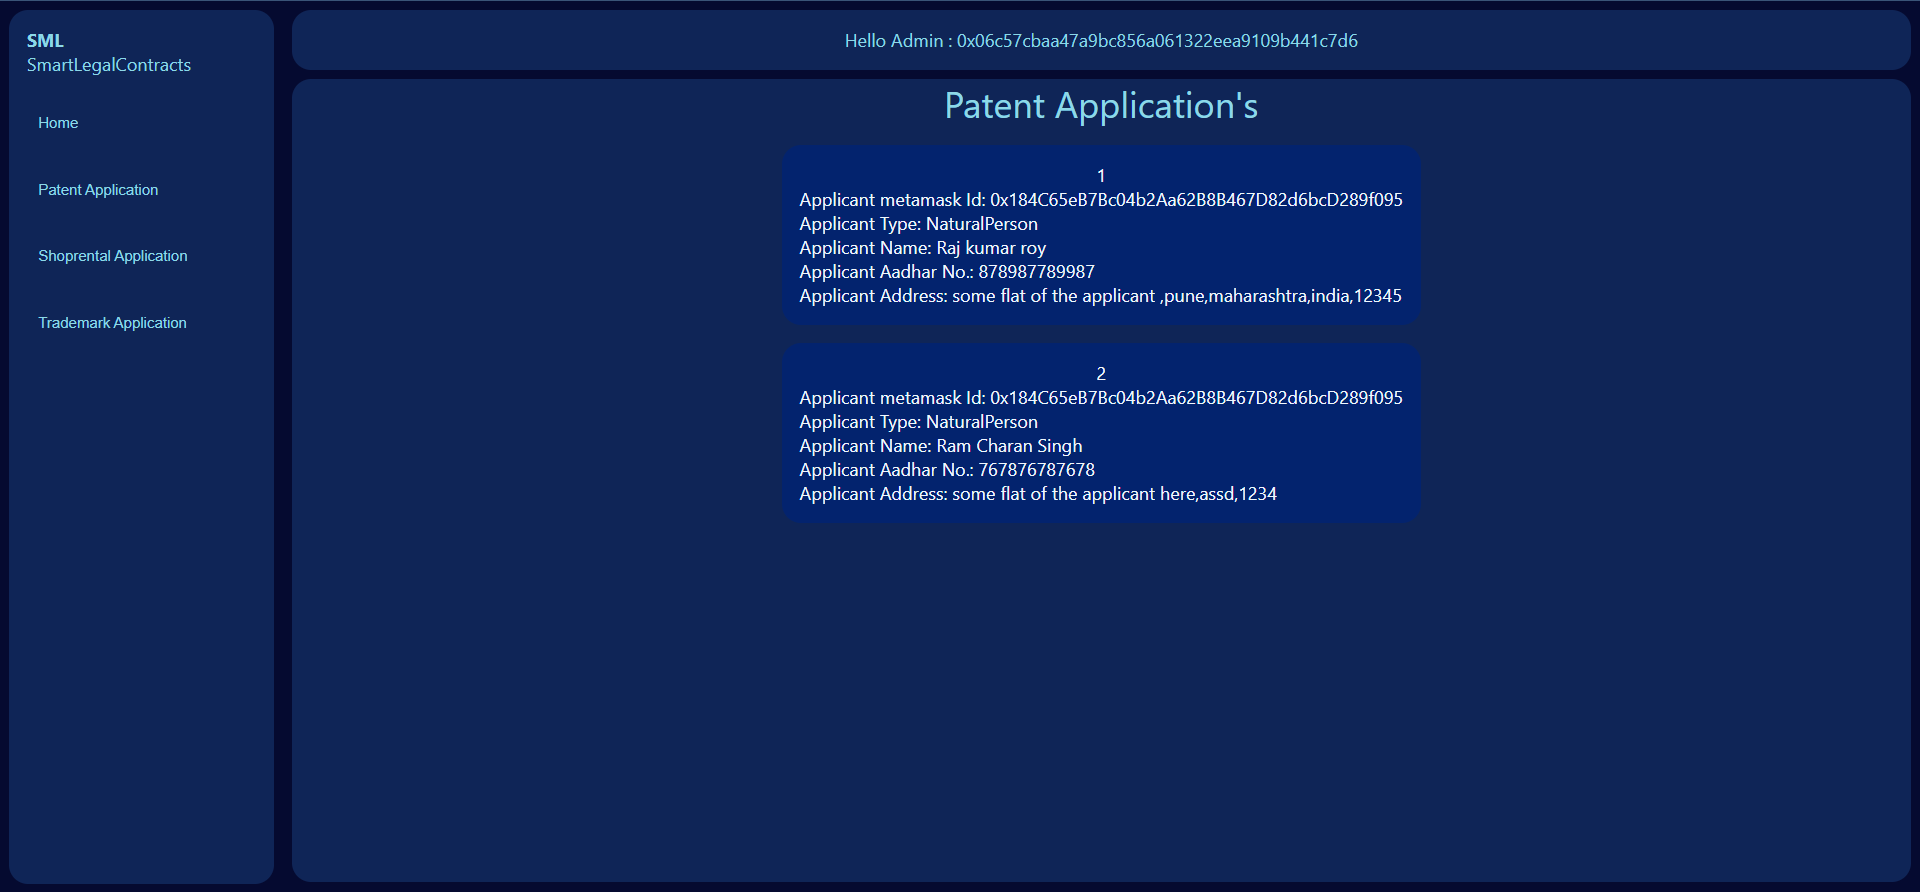 SML
SmartLegalContracts
Home
Patent Application
Shoprental Application
Trademark Application
Hello Admin : 0x06c57cbaa47a9bc856a061322eea9109b441c7d6
Patent Application's
1
Applicant metamask Id: 0x184C65eB7Bc04b2Aa62B8B467D82d6bcD289f095
Applicant Type: NaturalPerson
Applicant Name: Raj kumar roy
Applicant Aadhar No.: 878987789987
Applicant Address: some flat of the applicant ,pune,maharashtra,india,12345
2
Applicant metamask Id: 0x184C65eB7Bc04b2Aa62B8B467D82d6bcD289f095
Applicant Type: NaturalPerson
Applicant Name: Ram Charan Singh
Applicant Aadhar No.: 767876787678
Applicant Address: some flat of the applicant here,assd,1234